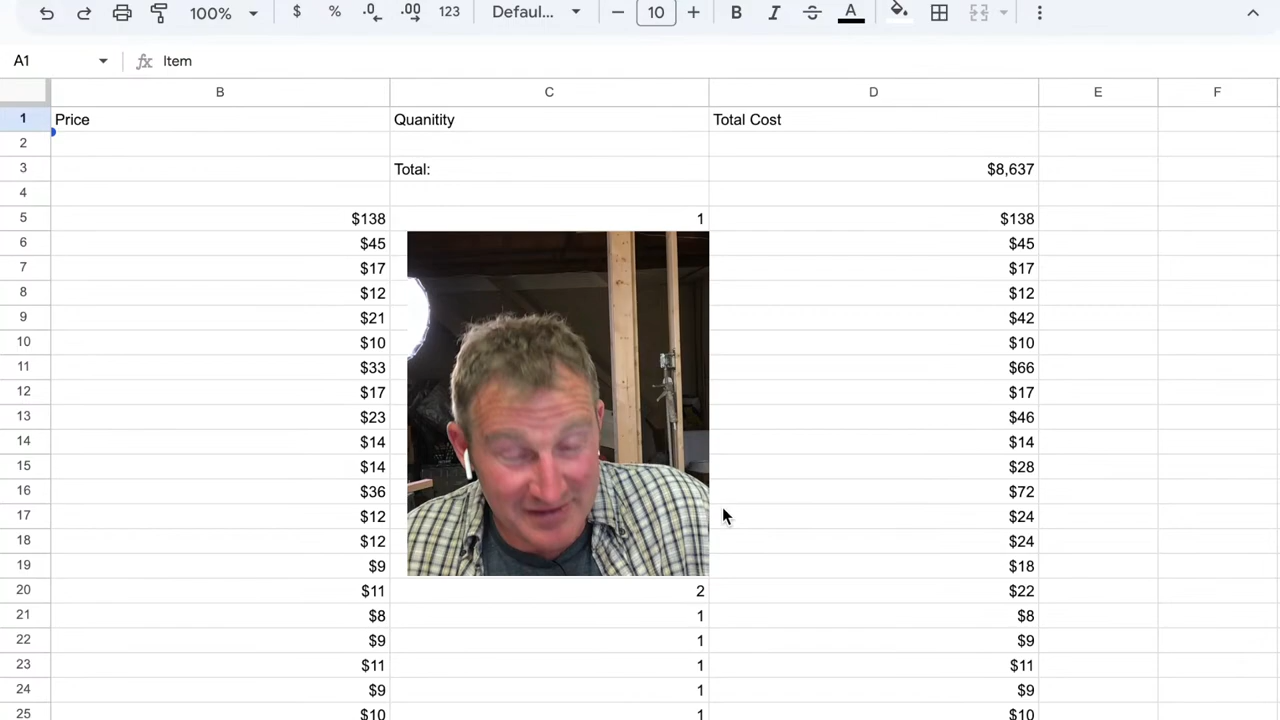 100% $ % .0 .00 123 Defaul... − 10 + B I S A
A1 fx Item
B C D E F
1 Price Quanitity Total Cost
2
3 Total: $8,637
4
5 $138 1 $138
6 $45 $45
7 $17 $17
8 $12 $12
9 $21 $42
10 $10 $10
11 $33 $66
12 $17 $17
13 $23 $46
14 $14 $14
15 $14 $28
16 $36 $72
17 $12 $24
18 $12 $24
19 $9 $18
20 $11 2 $22
21 $8 1 $8
22 $9 1 $9
23 $11 1 $11
24 $9 1 $9
25 $10 1 $10